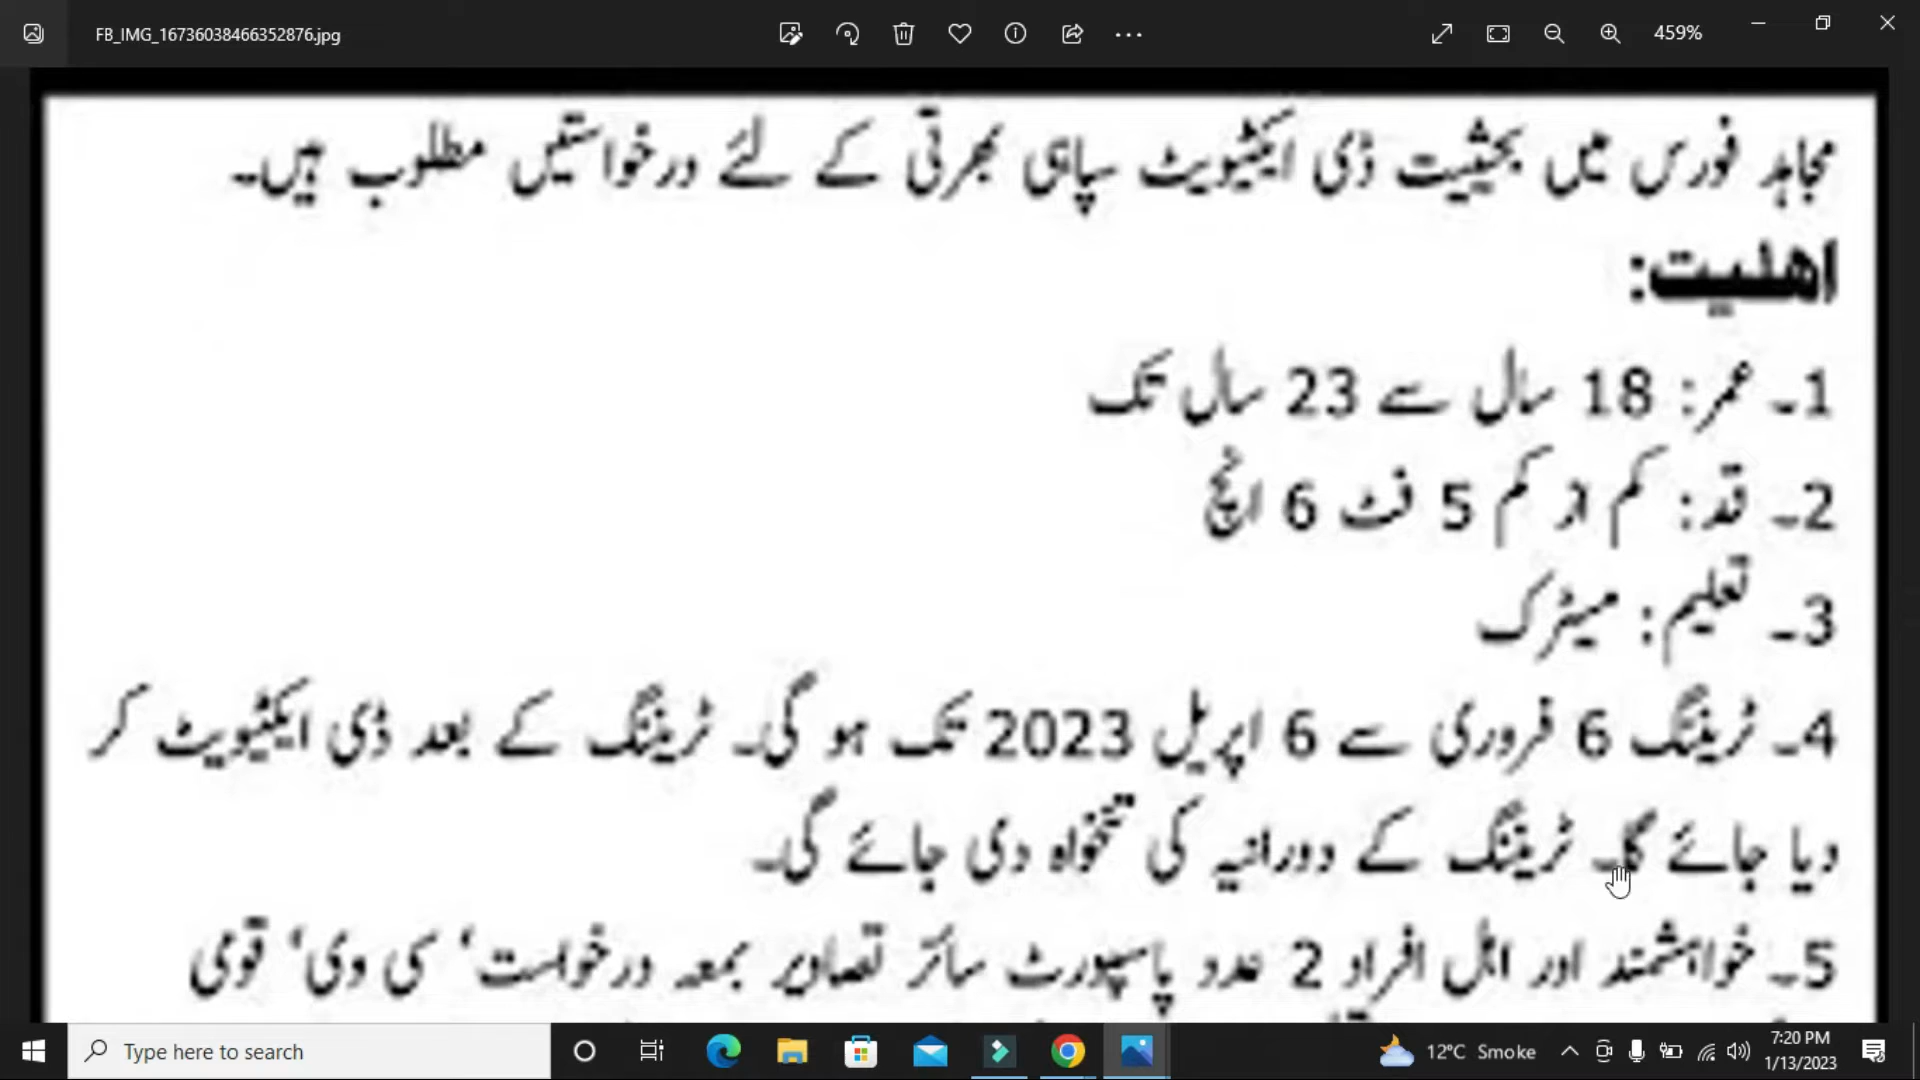 FB_IMG_16736038466352876.jpg
459%
مجاہد فورس میں بحیثیت ڈی ایکٹیویٹ سپاہی بھرتی کے لئے درخواستیں مطلوب ہیں۔
اہلیت:
1۔ عمر: 18 سال سے 23 سال تک
2۔ قد: کم از کم 5 فٹ 6 انچ
3۔ تعلیم: میٹرک
4۔ ٹریننگ 6 فروری سے 6 اپریل 2023 تک ہو گی۔ ٹریننگ کے بعد ڈی ایکٹیویٹ کر
دیا جائے گا۔ ٹریننگ کے دورانیہ کی تنخواہ دی جائے گی۔
5۔ خواہشمند اور اہل افراد 2 عدد پاسپورٹ سائز تصاویر بمعہ درخواست، سی وی، قومی
Type here to search
12°C Smoke
7:20 PM
1/13/2023